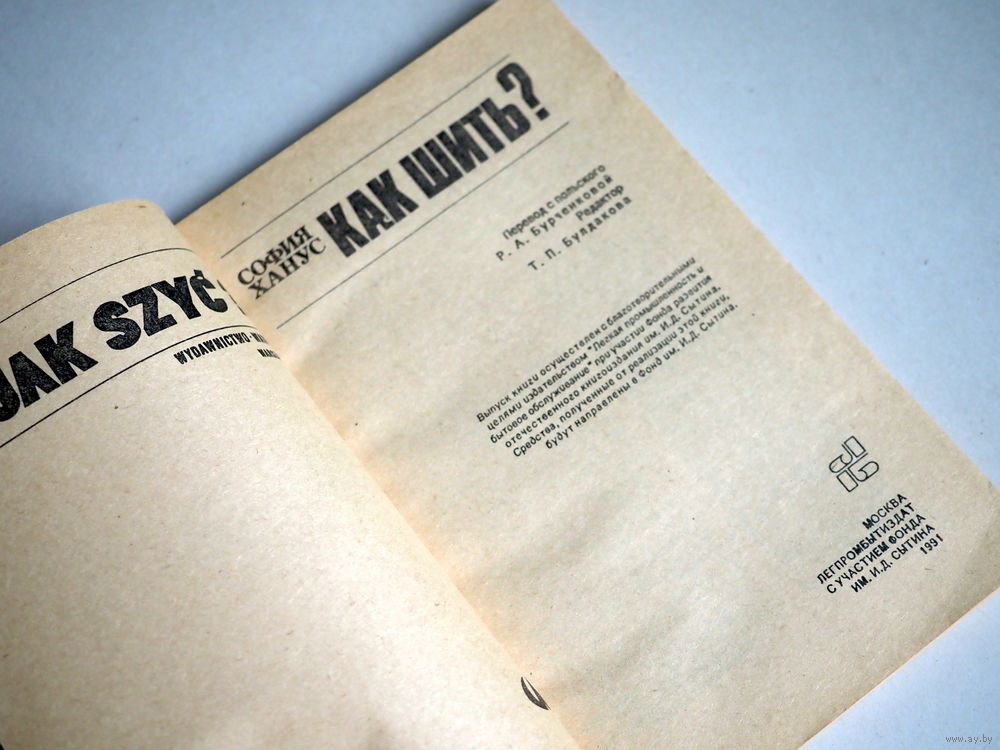 JAK SZYĆ
WYDAWNICTWO
СОФИЯ
ХАНУС
КАК ШИТЬ?
Перевод с польского
Р. А. Бурченковой
Редактор
Т. П. Булдакова
Выпуск книги осуществлен с благотворительными
целями издательством "Легкая промышленность и
бытовое обслуживание" при участии Фонда развития
отечественного книгоиздания им. И.Д. Сытина.
Средства, полученные от реализации этой книги,
будут направлены в Фонд им. И.Д. Сытина.
МОСКВА
ЛЕГПРОМБЫТИЗДАТ
С УЧАСТИЕМ ФОНДА
ИМ. И.Д. СЫТИНА
1991
www.ay.by